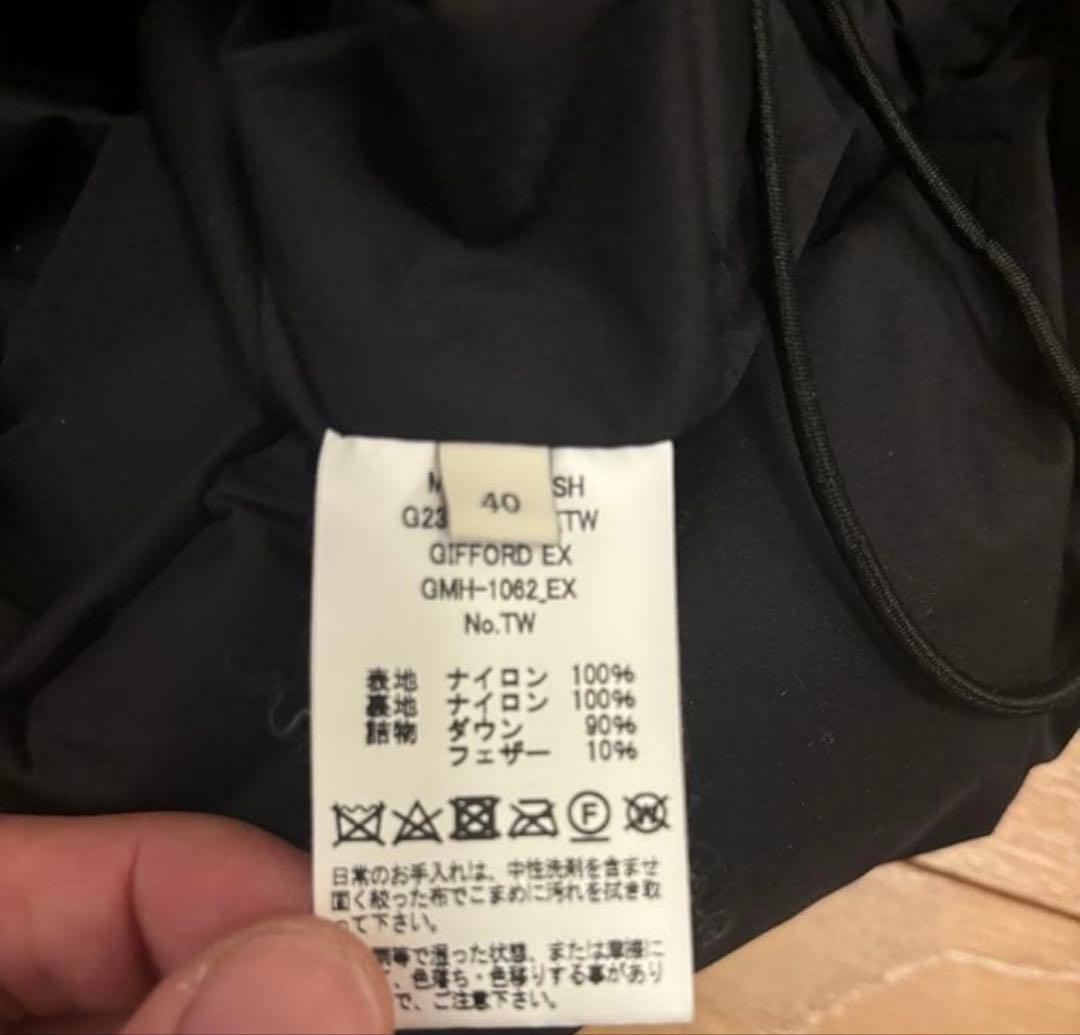 40
SH
G23
TW
GIFFORD EX
GMH-1062_EX
No.TW
表地 ナイロン 100%
裏地 ナイロン 100%
詰物 ダウン 90%
フェザー 10%
F
W
日常のお手入れは、中性洗剤を含ませ
固く絞った布でこまめに汚れを拭き取
って下さい。
等で湿った状態、または摩擦に
、色落ち・色移りする事があり
で、ご注意下さい。